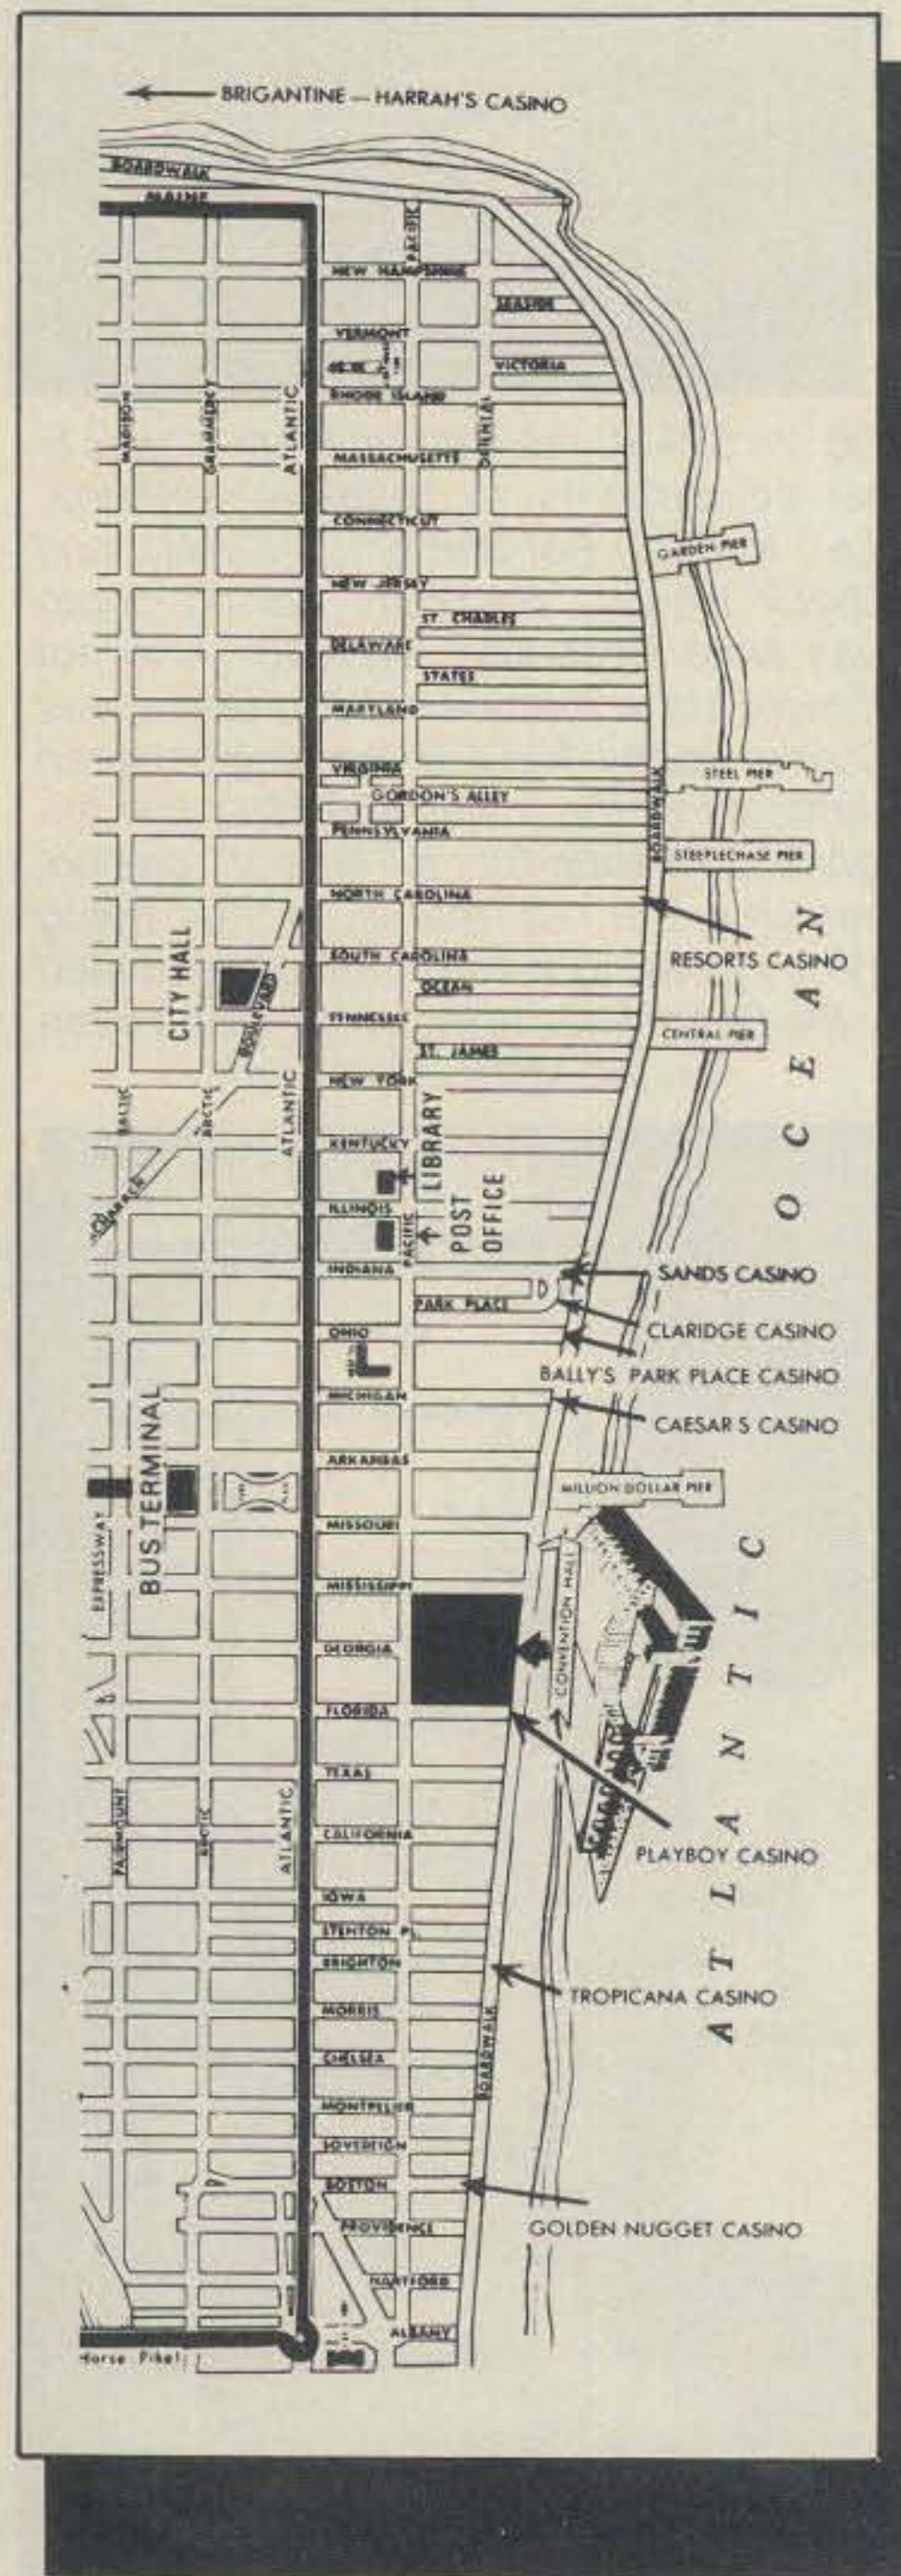 BRIGANTINE — HARRAH'S CASINO
BOARDWALK
MAINE
PACIFIC
NEW HAMPSHIRE
SEASIDE
VERMONT
VICTORIA
RHODE ISLAND
MADISON
GRAMMERCY
ATLANTIC
ORIENTAL
MASSACHUSETTS
CONNECTICUT
GARDEN PIER
NEW JERSEY
ST. CHARLES
DELAWARE
STATES
MARYLAND
VIRGINIA
STEEL PIER
GORDON'S ALLEY
BOARDWALK
PENNSYLVANIA
STEEPLECHASE PIER
NORTH CAROLINA
RESORTS CASINO
CITY HALL
SOUTH CAROLINA
OCEAN
BOULEVARD
TENNESSEE
CENTRAL PIER
ST. JAMES
NEW YORK
BALTIC
ARCTIC
ATLANTIC
KENTUCKY
LIBRARY
ILLINOIS
PACIFIC
POST
OFFICE
INDIANA
SANDS CASINO
PARK PLACE
CLARIDGE CASINO
OHIO
BALLY'S PARK PLACE CASINO
MICHIGAN
CAESAR S CASINO
BUS TERMINAL
ARKANSAS
MILLION DOLLAR PIER
EXPRESSWAY
MISSOURI
MISSISSIPPI
CONVENTION HALL
GEORGIA
FLORIDA
TEXAS
FAIRMOUNT
ARCTIC
ATLANTIC
CALIFORNIA
PLAYBOY CASINO
IOWA
STENTON PL.
BRIGHTON
TROPICANA CASINO
MORRIS
BOARDWALK
CHELSEA
MONTPELIER
SOVEREIGN
BOSTON
GOLDEN NUGGET CASINO
PROVIDENCE
HARTFORD
ALBANY
Horse Pike)
ATLANTIC OCEAN